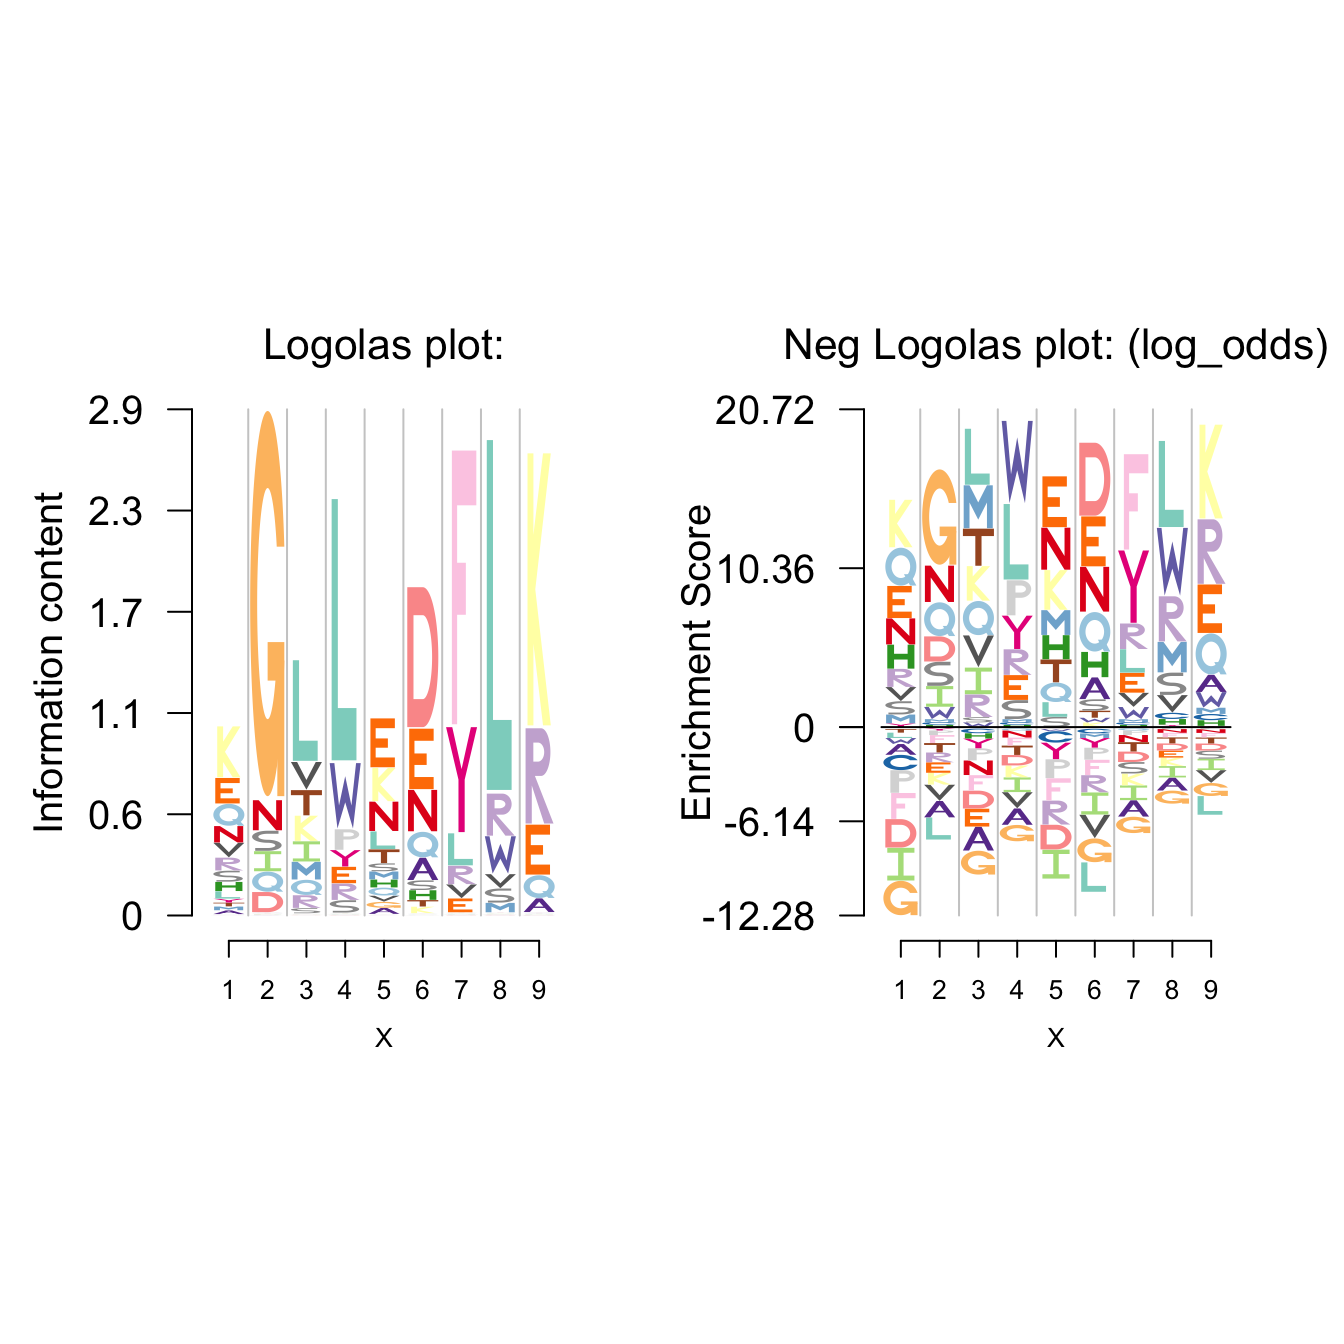 Logolas plot:
Information content
2.9
2.3
1.7
1.1
0.6
0
K E Q N V R S H L
G N S I Q D
L V T K I M Q R S
L W P Y E R S
E K N L T S M H Q V G A
D E N Q A S H T K
F Y L R V E
L R W V S M
K R E Q A
1 2 3 4 5 6 7 8 9
X
Neg Logolas plot: (log_odds)
Enrichment Score
20.72
10.36
0
-6.14
-12.28
K Q E N H R V S M
A C P F D I G
G N Q D S I W
T R E K V A L
L M T K Q V I R
Y P N F D E A G
W L P Y R E S
N F T D K I V A G
E N K M H T Q L S
C Y P F R D I
D E N Q H A S T
Y F R I V G L
F Y R L E V W
N T D S K I A G
L W R M S V C
N T D E K I A G
K R E Q A W M C
N T D S I V G L
1 2 3 4 5 6 7 8 9
X